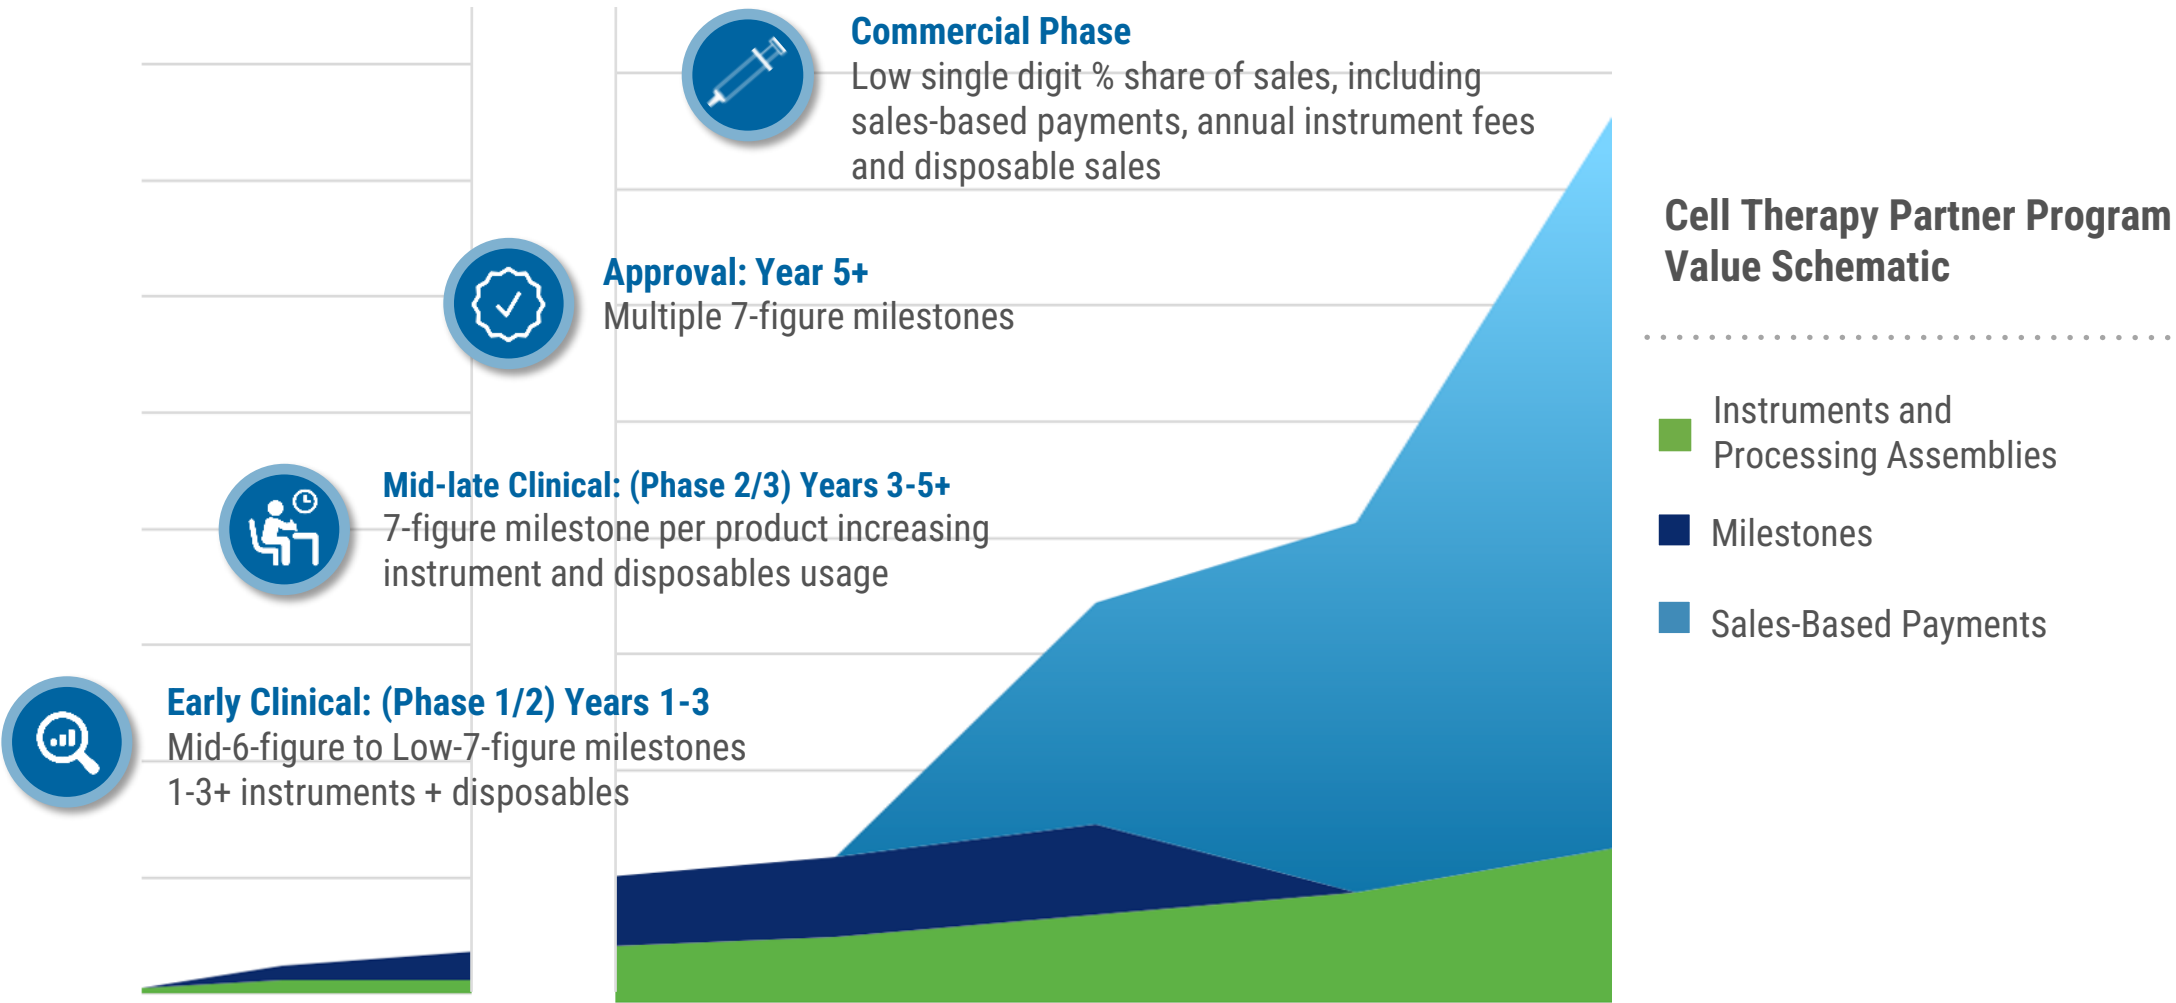 Commercial Phase
Low single digit % share of sales, including
sales-based payments, annual instrument fees
and disposable sales
Approval: Year 5+
Multiple 7-figure milestones
Mid-late Clinical: (Phase 2/3) Years 3-5+
7-figure milestone per product increasing
instrument and disposables usage
Early Clinical: (Phase 1/2) Years 1-3
Mid-6-figure to Low-7-figure milestones
1-3+ instruments + disposables
Cell Therapy Partner Program
Value Schematic
Instruments and
Processing Assemblies
Milestones
Sales-Based Payments